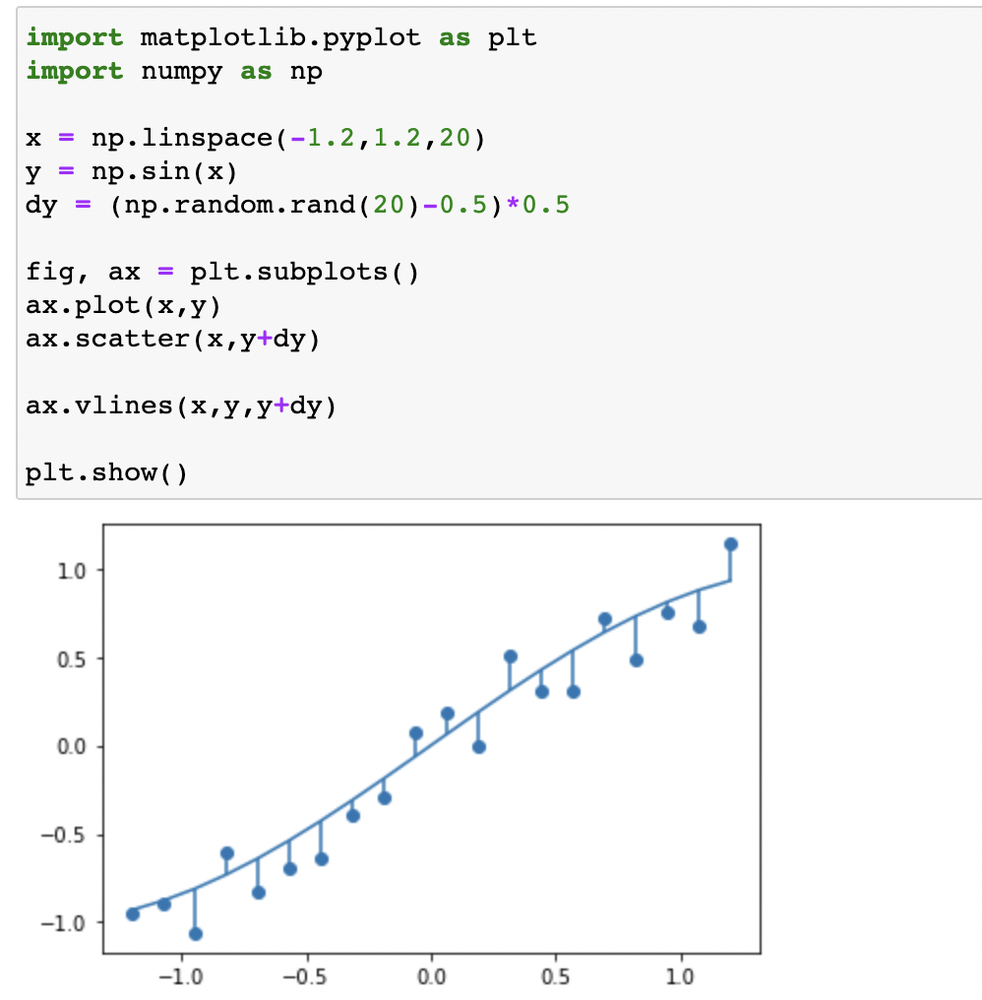 import matplotlib.pyplot as plt
import numpy as np
x = np.linspace(-1.2,1.2,20)
y = np.sin(x)
dy = (np.random.rand(20)-0.5)*0.5
fig, ax = plt.subplots()
ax.plot(x,y)
ax.scatter(x,y+dy)
ax.vlines(x,y,y+dy)
plt.show()
1.0
0.5
0.0
−0.5
−1.0
−1.0 −0.5 0.0 0.5 1.0